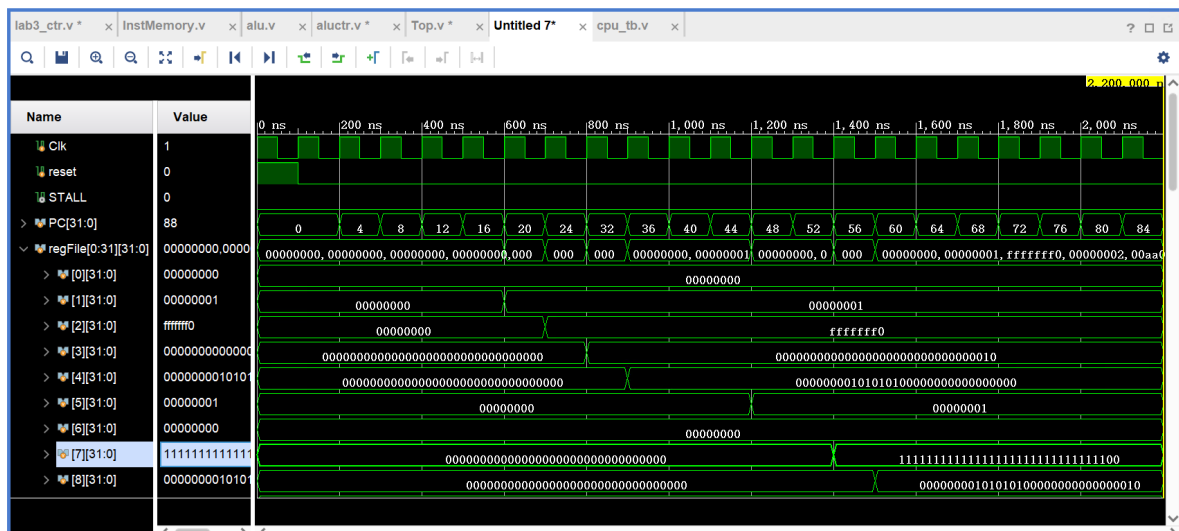 lab3_ctr.v * × InstMemory.v × alu.v × aluctr.v * × Top.v * × Untitled 7* × cpu_tb.v ×
?
2,200,000 n
Name Value
0 ns 200 ns 400 ns 600 ns 800 ns 1,000 ns 1,200 ns 1,400 ns 1,600 ns 1,800 ns 2,000 ns
Clk 1
reset 0
STALL 0
PC[31:0] 88 0 4 8 12 16 20 24 32 36 40 44 48 52 56 60 64 68 72 76 80 84
regFile[0:31][31:0] 00000000,0000 00000000,00000000,00000000,00000000,000 000 000 00000000,00000001 00000000,0 000 00000000,00000001,fffffff0,00000002,00aa0
[0][31:0] 00000000 00000000
[1][31:0] 00000001 00000000 00000001
[2][31:0] fffffff0 00000000 fffffff0
[3][31:0] 0000000000000 00000000000000000000000000000000 00000000000000000000000000000010
[4][31:0] 0000000010101 00000000000000000000000000000000 00000000101010100000000000000000
[5][31:0] 00000001 00000000 00000001
[6][31:0] 00000000 00000000
[7][31:0] 1111111111111 00000000000000000000000000000000 11111111111111111111111111111100
[8][31:0] 0000000010101 00000000000000000000000000000000 00000000101010100000000000000010